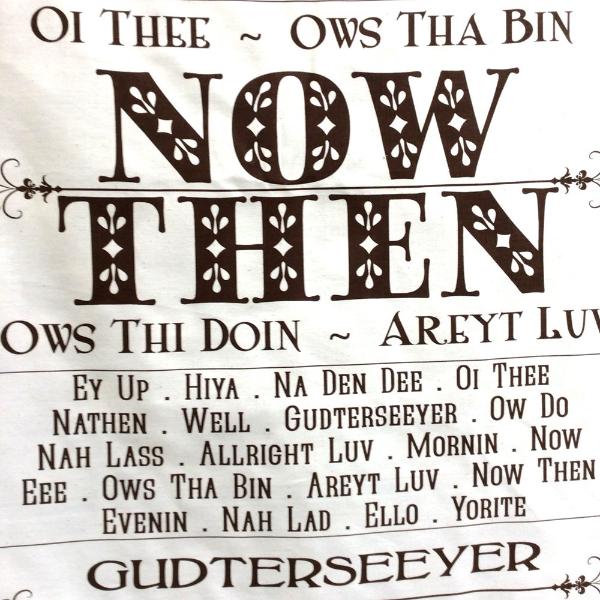 Oi Thee ~ Ows Tha Bin
NOW
THEN
Ows Thi Doin ~ Areyt Luv
Ey Up . Hiya . Na Den Dee . Oi Thee
Nathen . Well . Gudterseeyer . Ow Do
Nah Lass . Allright Luv . Mornin . Now
Eee . Ows Tha Bin . Areyt Luv . Now Then
Evenin . Nah Lad . Ello . Yorite
Gudterseeyer